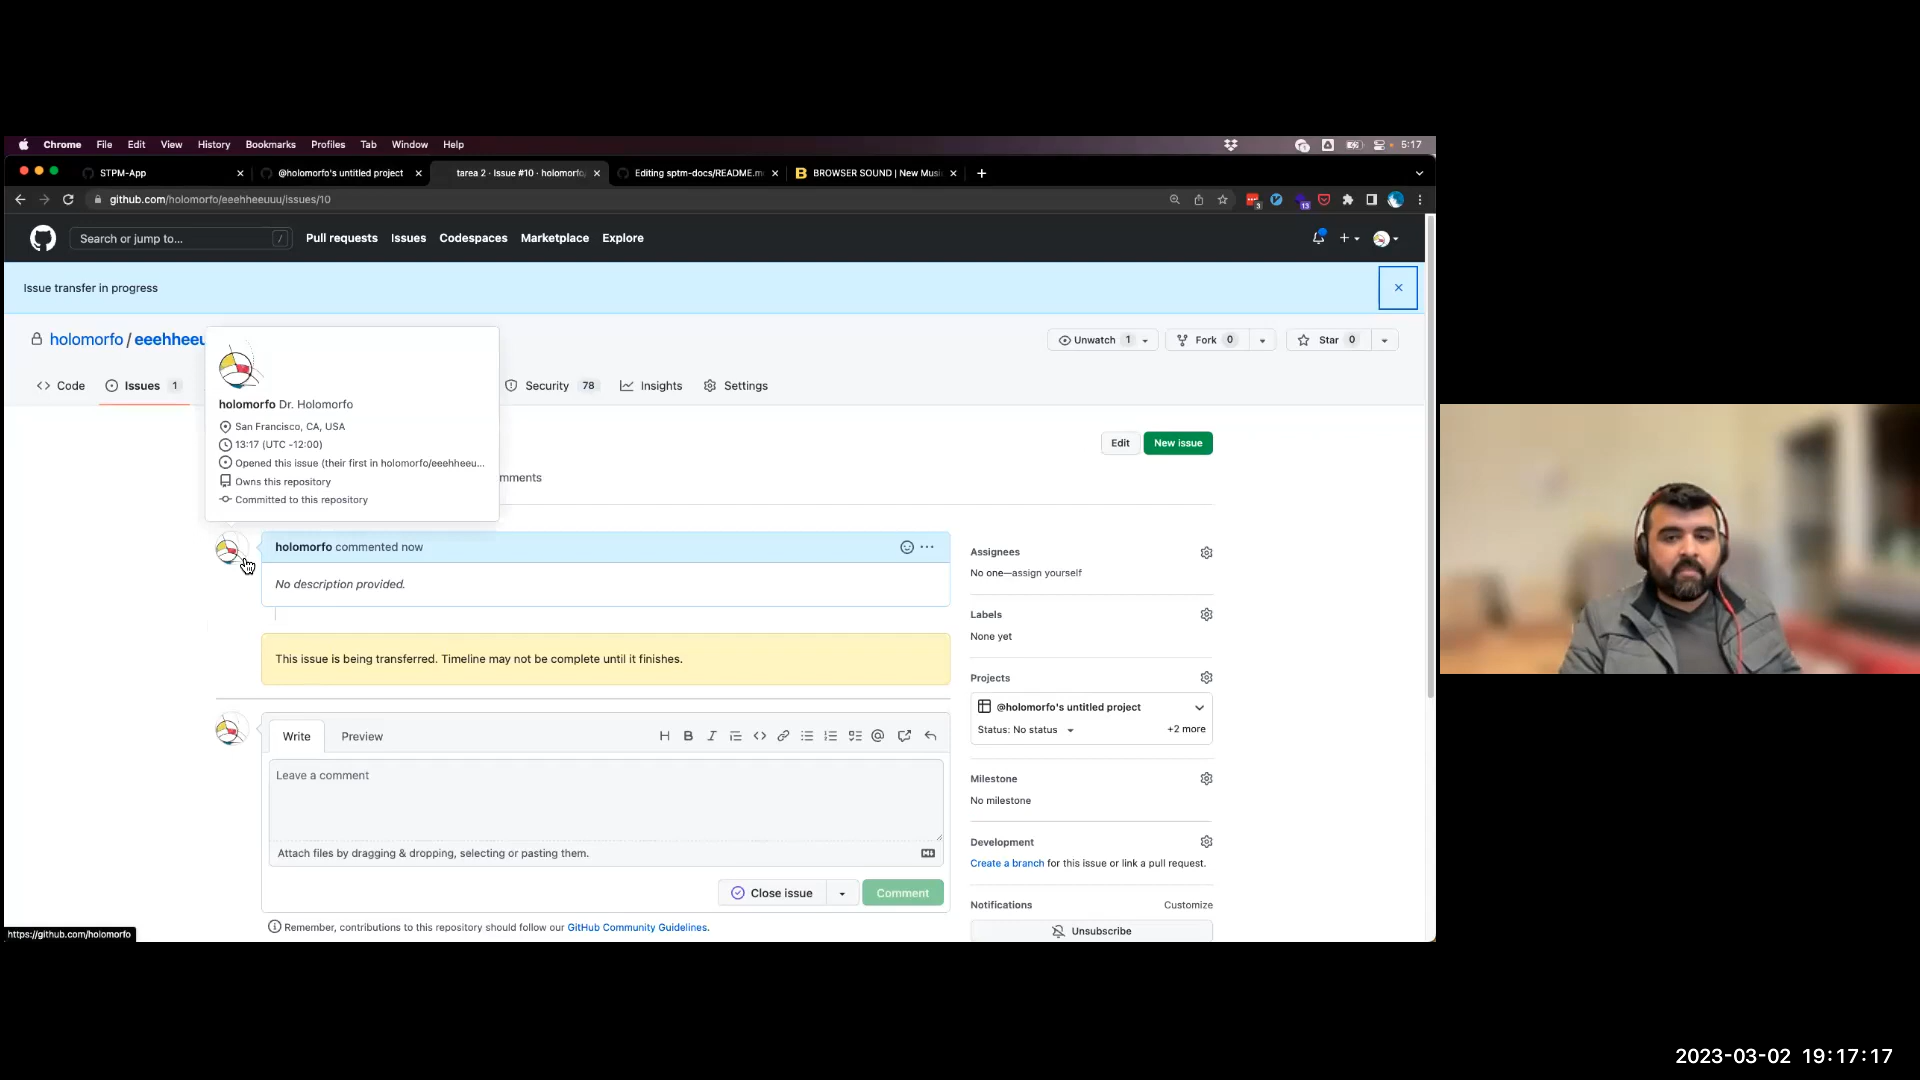 Chrome File Edit View History Bookmarks Profiles Tab Window Help 5:17
STPM-App @holomorfo's untitled project tarea 2 · Issue #10 · holomorfo/ Editing sptm-docs/README.m BROWSER SOUND | New Musi
github.com/holomorfo/eeehheeuuu/issues/10 3 13
Search or jump to... / Pull requests Issues Codespaces Marketplace Explore
Issue transfer in progress
holomorfo / eeehheeu Unwatch 1 Fork 0 Star 0
Code Issues 1 Security 78 Insights Settings
holomorfo Dr. Holomorfo
San Francisco, CA, USA
13:17 (UTC -12:00)
Opened this issue (their first in holomorfo/eeehheeu...
Owns this repository
Committed to this repository
Edit New issue
mments
holomorfo commented now
No description provided.
This issue is being transferred. Timeline may not be complete until it finishes.
Write Preview
Leave a comment
Attach files by dragging & dropping, selecting or pasting them.
Close issue Comment
Remember, contributions to this repository should follow our GitHub Community Guidelines.
Assignees
No one—assign yourself
Labels
None yet
Projects
@holomorfo's untitled project
Status: No status +2 more
Milestone
No milestone
Development
Create a branch for this issue or link a pull request.
Notifications Customize
Unsubscribe
https://github.com/holomorfo
2023-03-02 19:17:17